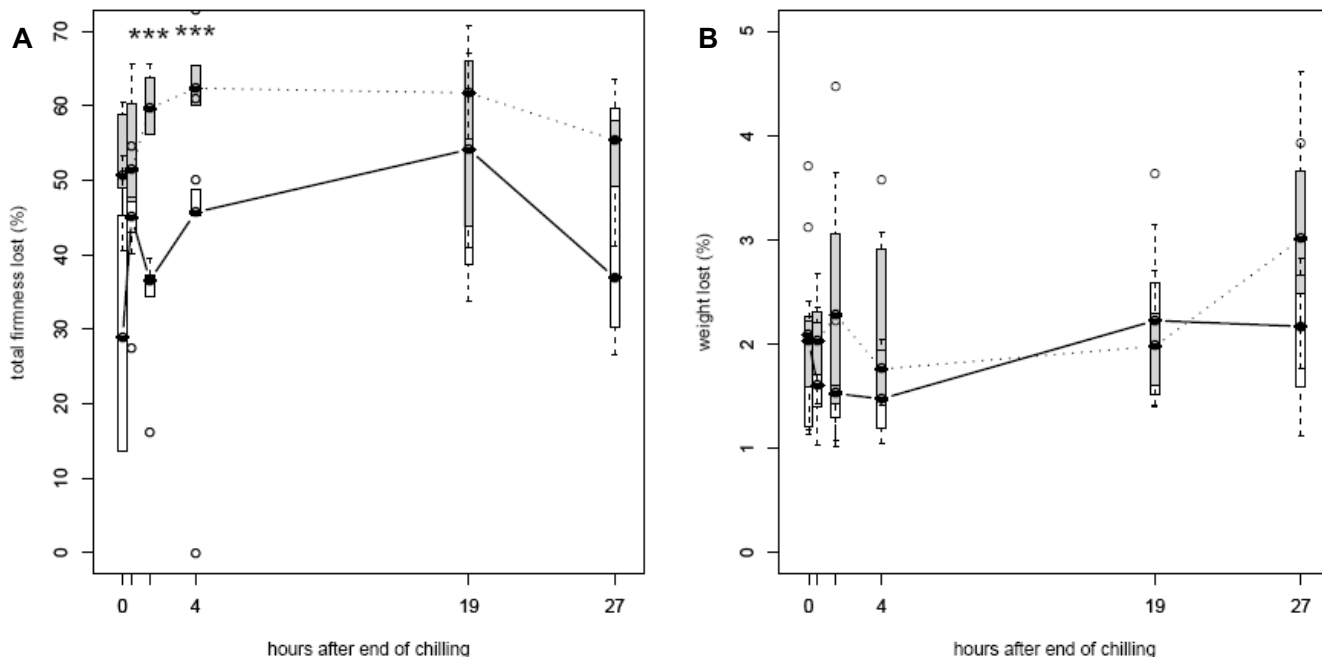 A
*** ***
total firmness lost (%)
70
60
50
40
30
20
10
0
0 4 19 27
hours after end of chilling
B
weight lost (%)
5
4
3
2
1
0
0 4 19 27
hours after end of chilling